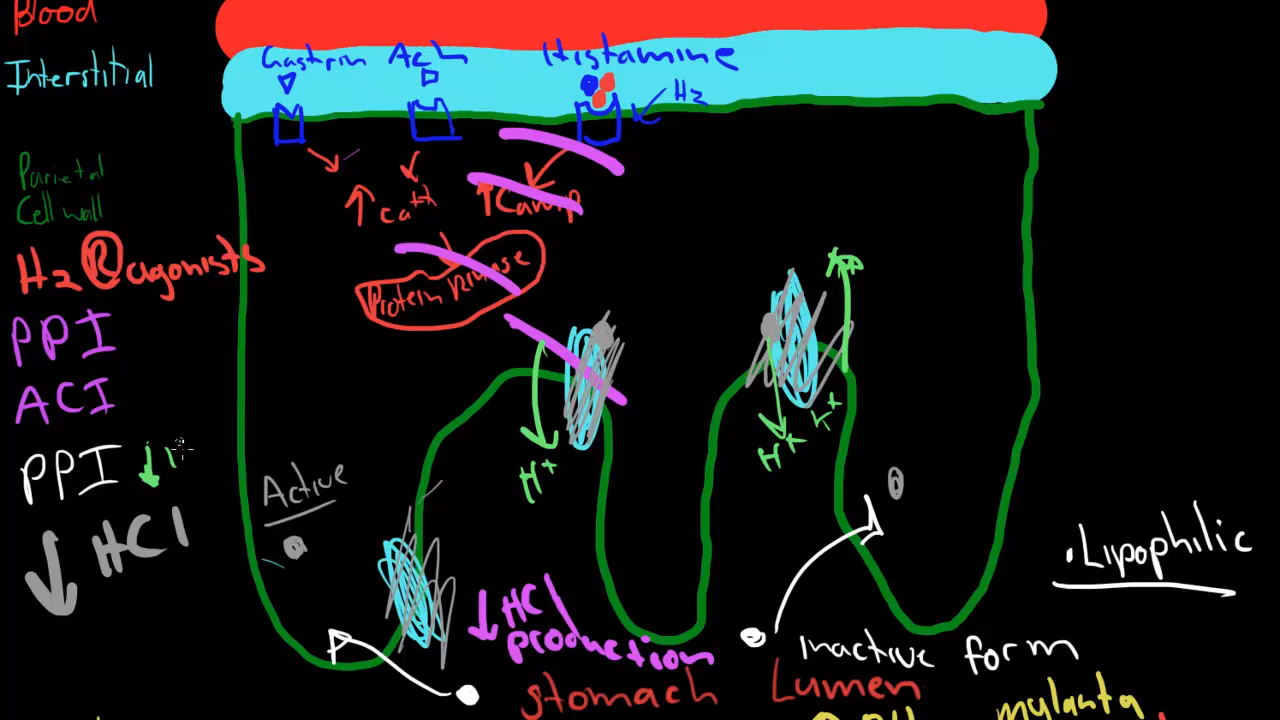 Blood
Interstitial
Parietal
Cell wall
H2 R agonists
PPI
ACI
PPI ↓
↓ HCl
Gastrin
Ach
Histamine
H2
↑ Ca++
↑ Camp
Protein kinase
H+
H+
K+
Active
↓ HCl
production
stomach Lumen
Inactive form
• Lipophilic
mylanta